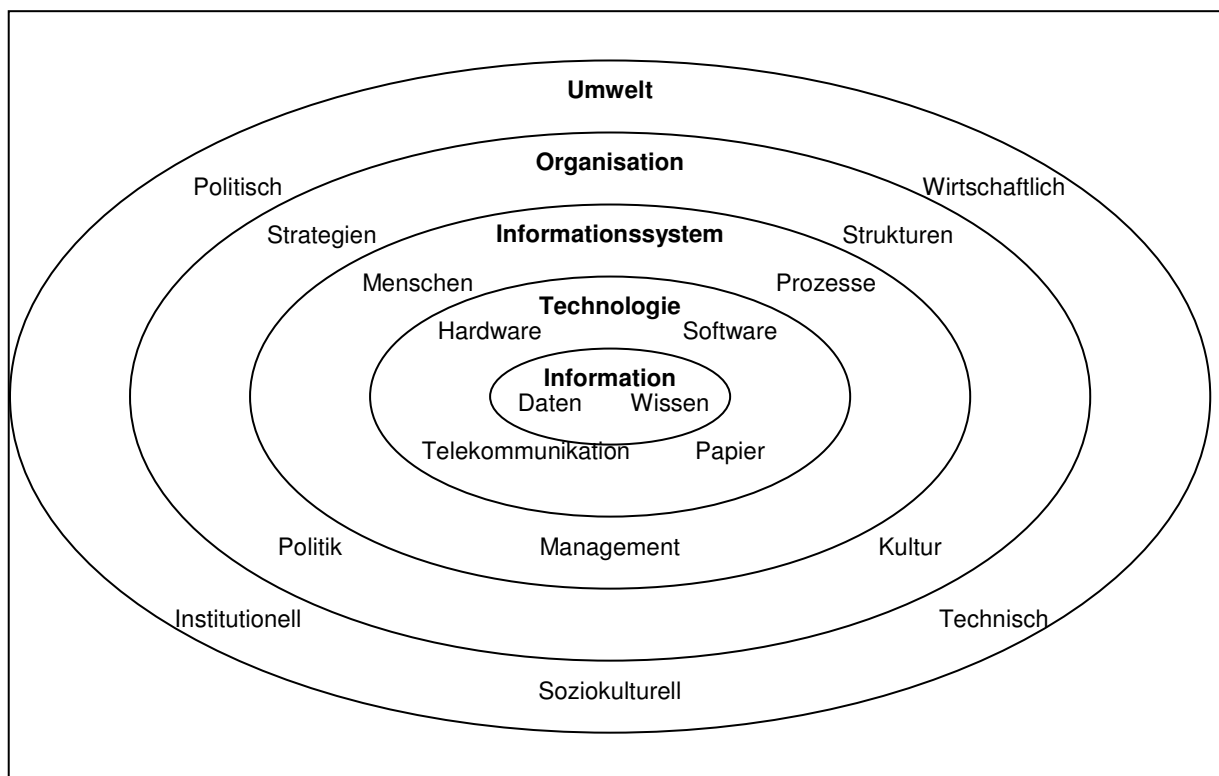 Umwelt
Organisation
Politisch Wirtschaftlich
Strategien Informationssystem Strukturen
Menschen Prozesse
Technologie
Hardware Software
Information
Daten Wissen
Telekommunikation Papier
Politik Management Kultur
Institutionell Technisch
Soziokulturell